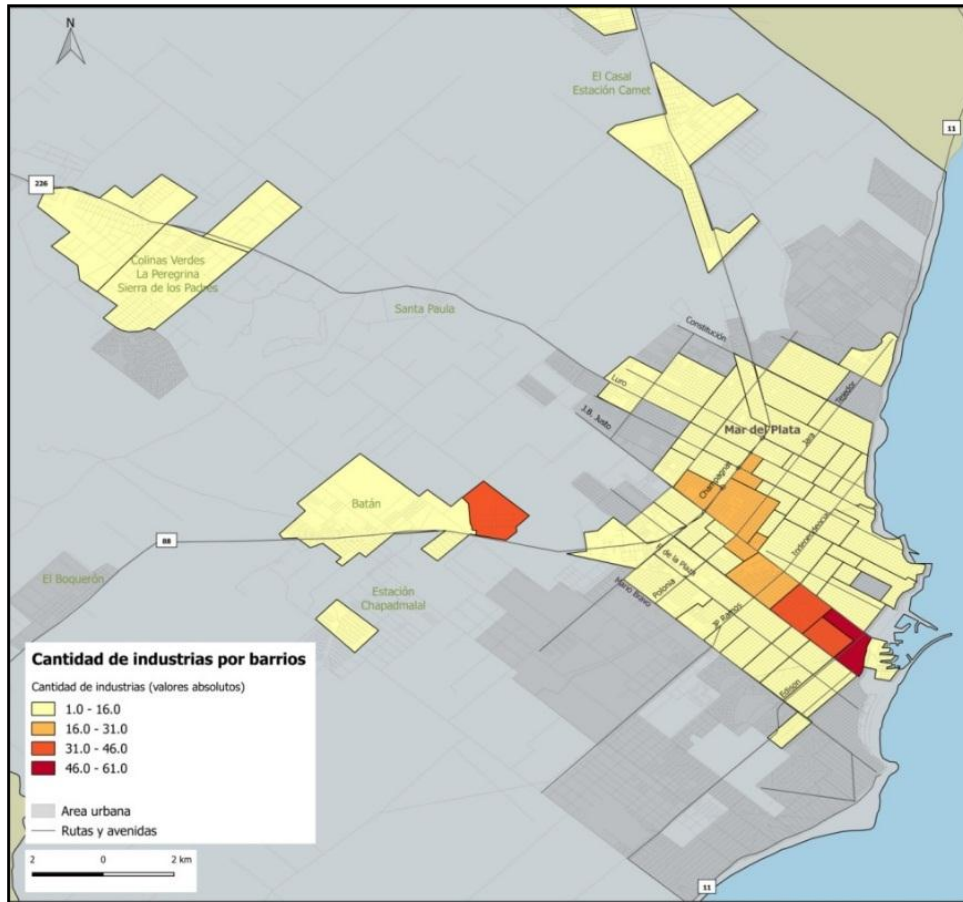 N
El Casal
Estación Camet
11
226
Colinas Verdes
La Peregrina
Sierra de los Padres
Santa Paula
Constitución
Luro
J.B. Justo
Tejedor
Mar del Plata
Jara
Champagnat
Independencia
Batán
88
El Boquerón
Estación
Chapadmalal
P. de la Plaza
Polonia
Mario Bravo
JP Ramos
Edison
Cantidad de industrias por barrios
Cantidad de industrias (valores absolutos)
1.0 - 16.0
16.0 - 31.0
31.0 - 46.0
46.0 - 61.0
Area urbana
Rutas y avenidas
2 0 2 km
11